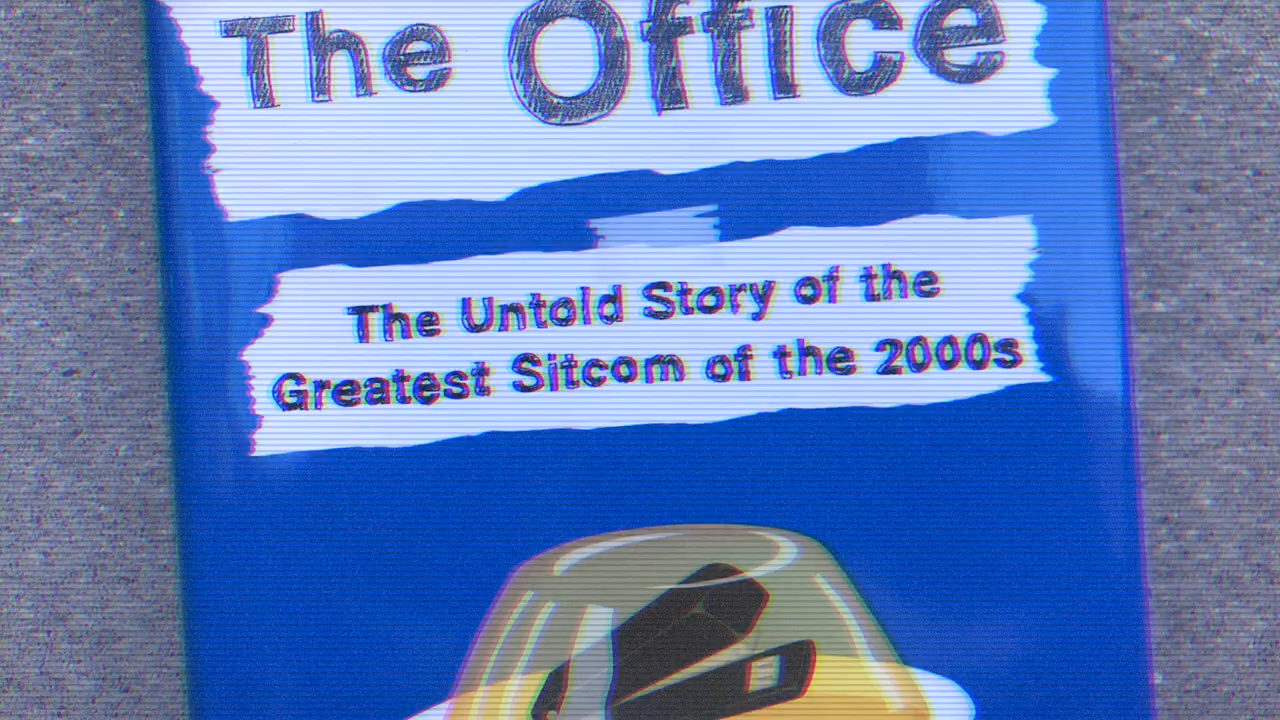 The Office
The Untold Story of the
Greatest Sitcom of the 2000s